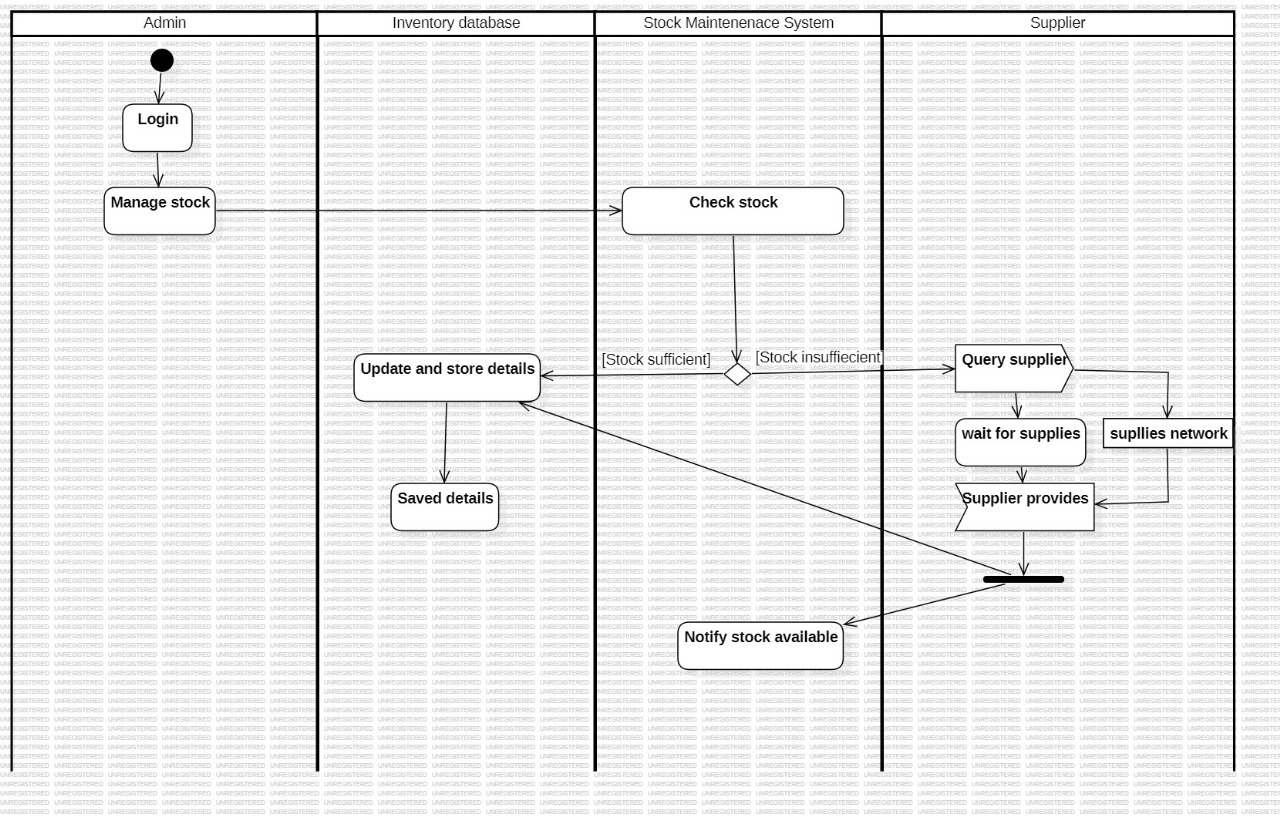 Admin
Inventory database
Stock Maintenenace System
Supplier
Login
Manage stock
Check stock
[Stock sufficient]
[Stock insuffiecient
Query supplier
Update and store details
wait for supplies
supllies network
Saved details
Supplier provides
Notify stock available
UNREGISTERED